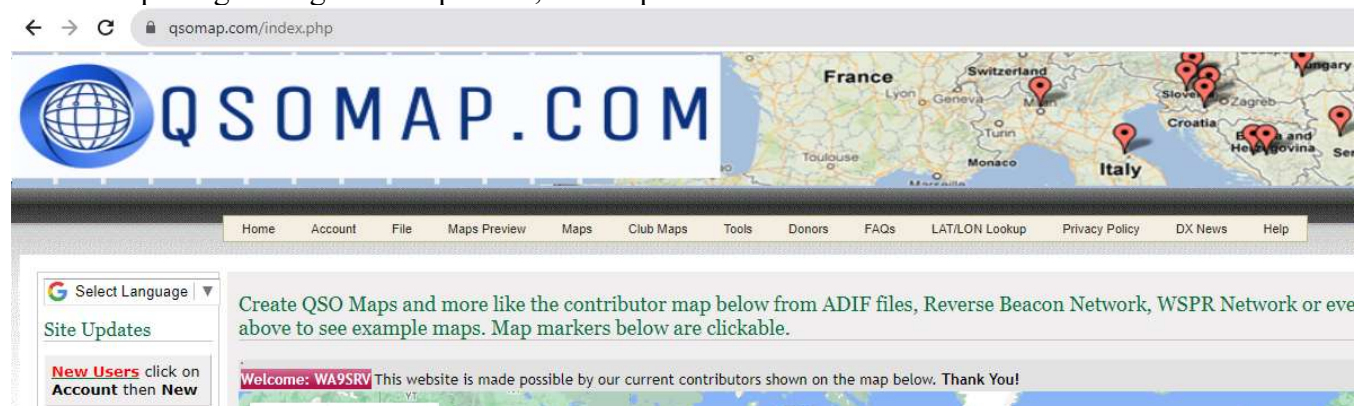 qsomap.com/index.php
QSOMAP.COM
France
Switzerland
Lyon
Geneva
Zagreb
Croatia
Turin
Toulouse
Monaco
Italy
Home Account File Maps Preview Maps Club Maps Tools Donors FAQs LAT/LON Lookup Privacy Policy DX News Help
Select Language
Site Updates
New Users click on
Account then New
Create QSO Maps and more like the contributor map below from ADIF files, Reverse Beacon Network, WSPR Network or eve
above to see example maps. Map markers below are clickable.
Welcome: WA9SRV This website is made possible by our current contributors shown on the map below. Thank You!